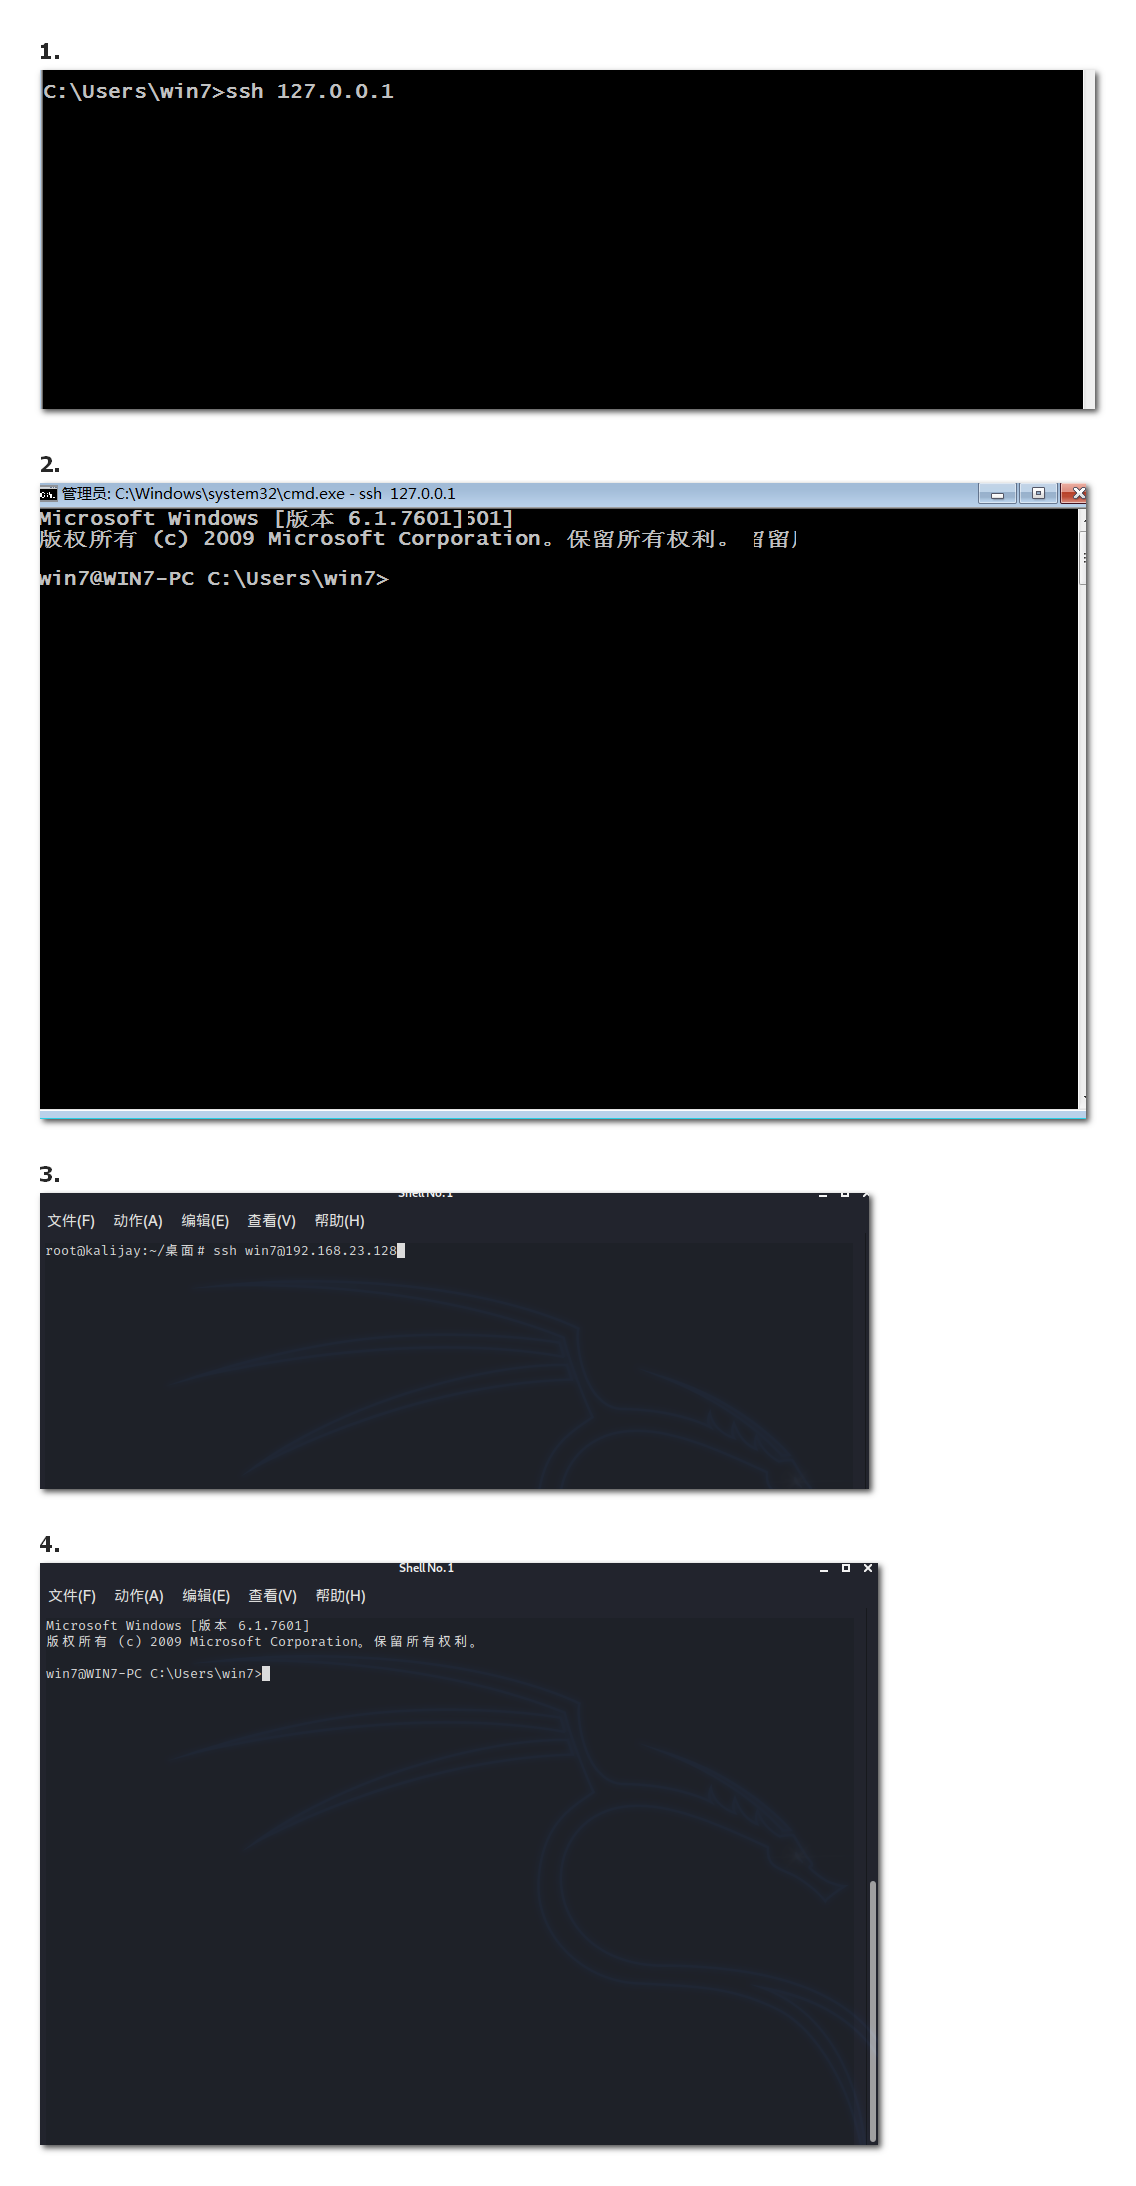 1.
C:\Users\win7>ssh 127.0.0.1
2.
管理员: C:\Windows\system32\cmd.exe - ssh  127.0.0.1
Microsoft Windows [版本 6.1.7601]601]
版权所有 (c) 2009 Microsoft Corporation。保留所有权利。 留
win7@WIN7-PC C:\Users\win7>
3.
Shell No.1
文件(F) 动作(A) 编辑(E) 查看(V) 帮助(H)
root@kalijay:~/桌面# ssh win7@192.168.23.128
4.
Shell No.1
文件(F) 动作(A) 编辑(E) 查看(V) 帮助(H)
Microsoft Windows [版本 6.1.7601]
版权所有 (c) 2009 Microsoft Corporation。保留所有权利。
win7@WIN7-PC C:\Users\win7>